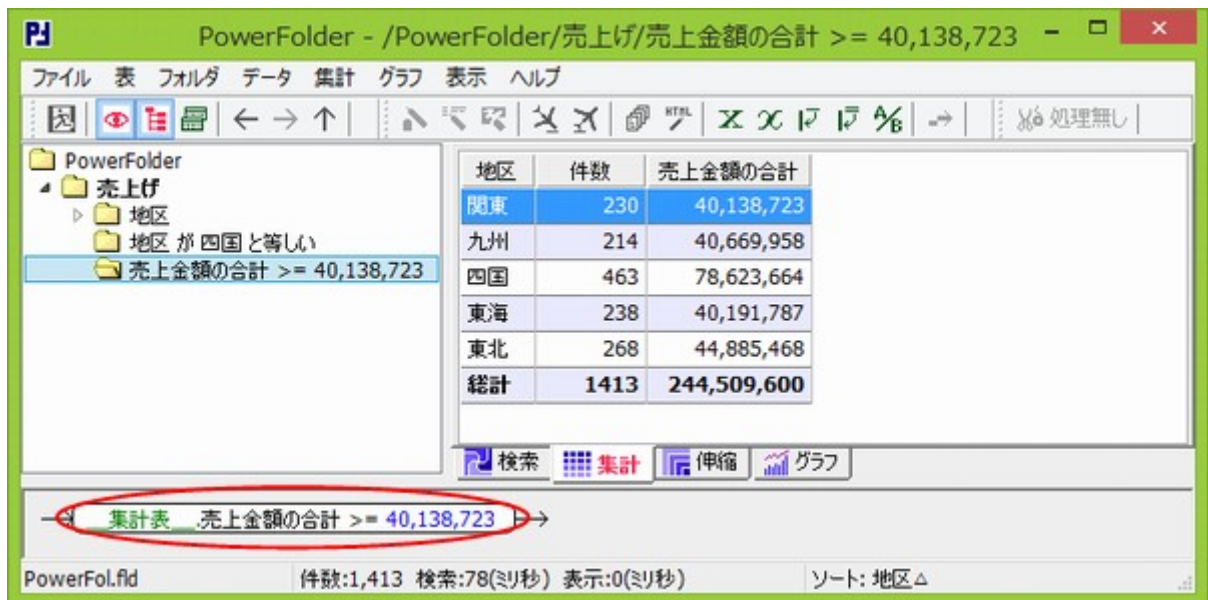 PowerFolder - /PowerFolder/売上げ/売上金額の合計 >= 40,138,723
ファイル 表 フォルダ データ 集計 グラフ 表示 ヘルプ
HTML X X A/B 処理無し
PowerFolder
売上げ
地区
地区 が 四国 と等しい
売上金額の合計 >= 40,138,723
地区 件数 売上金額の合計
関東 230 40,138,723
九州 214 40,669,958
四国 463 78,623,664
東海 238 40,191,787
東北 268 44,885,468
総計 1413 244,509,600
検索 集計 伸縮 グラフ
__集計表__.売上金額の合計 >= 40,138,723
PowerFol.fld 件数:1,413 検索:78(ミリ秒) 表示:0(ミリ秒) ソート: 地区△